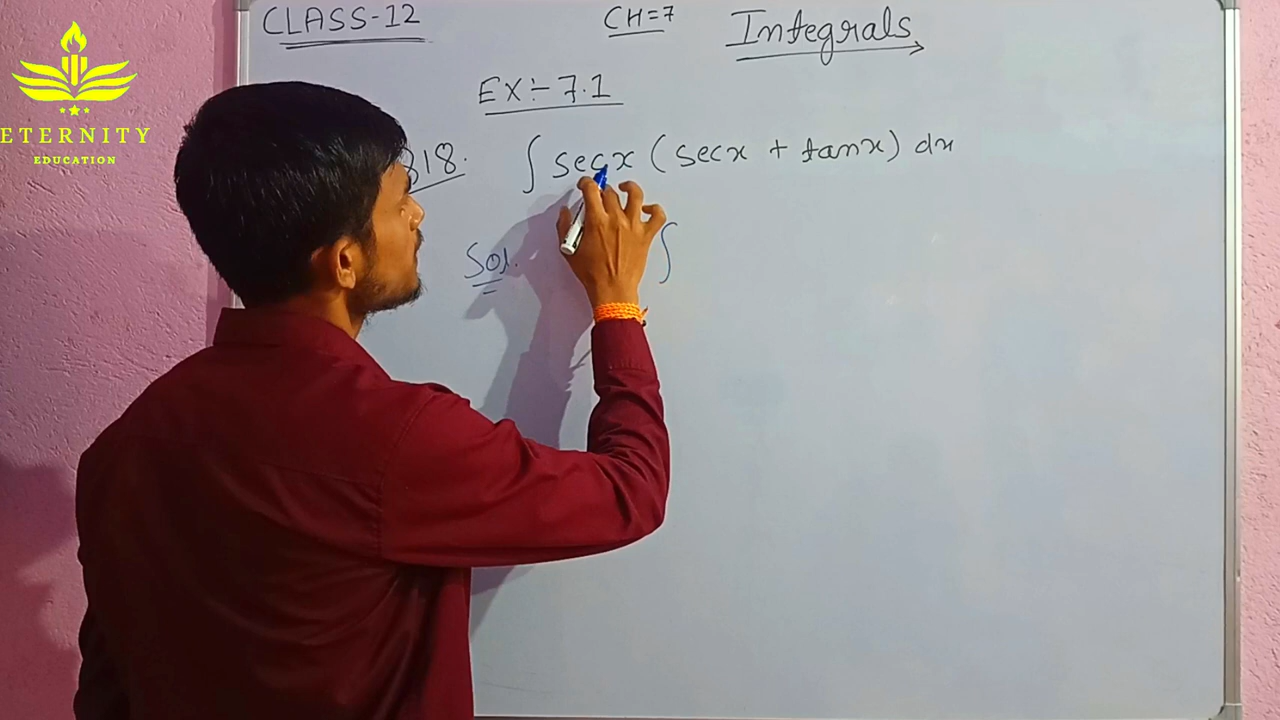 CLASS-12 CH=7 Integrals
ETERNITY
EDUCATION
EX÷7.1
18. ∫ secx (secx + tanx) dx
Sol. ∫